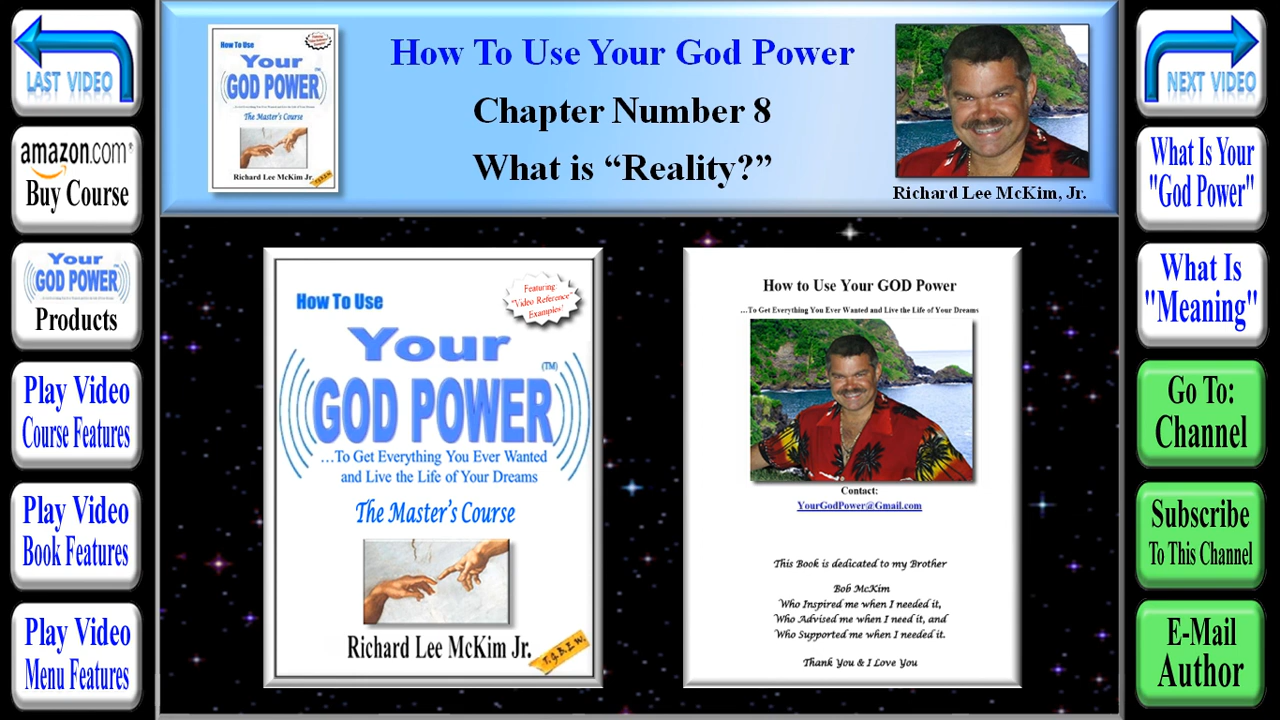 LAST VIDEO
amazon.com
Buy Course
Your
GOD POWER
Products
Play Video
Course Features
Play Video
Book Features
Play Video
Menu Features
How To Use
Your
GOD POWER
The Master's Course
Richard Lee McKim Jr.
How To Use Your God Power
Chapter Number 8
What is “Reality?”
Richard Lee McKim, Jr.
How To Use
Featuring
"Video Reference"
Examples!
Your
GOD POWER
(TM)
...To Get Everything You Ever Wanted
and Live the Life of Your Dreams
The Master's Course
Richard Lee McKim Jr.
T.G.R.E.W.
How to Use Your GOD Power
...To Get Everything You Ever Wanted and Live the Life of Your Dreams
Contact:
YourGodPower@Gmail.com
This Book is dedicated to my Brother
Bob McKim
Who Inspired me when I needed it,
Who Advised me when I need it, and
Who Supported me when I needed it.
Thank You & I Love You
NEXT VIDEO
What Is Your
"God Power"
What Is
"Meaning"
Go To:
Channel
Subscribe
To This Channel
E-Mail
Author